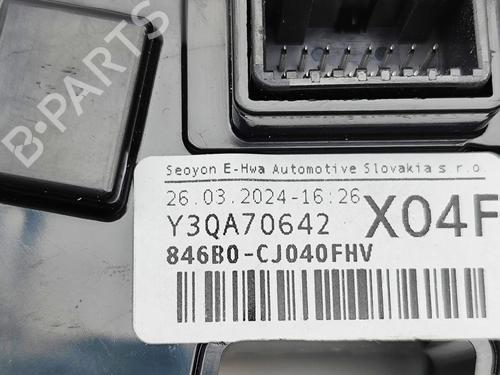 B-PARTS
Seoyon E-Hwa Automotive Slovakia s r.o
26.03.2024-16:26
Y3QA70642
X04F
846B0-CJ040FHV